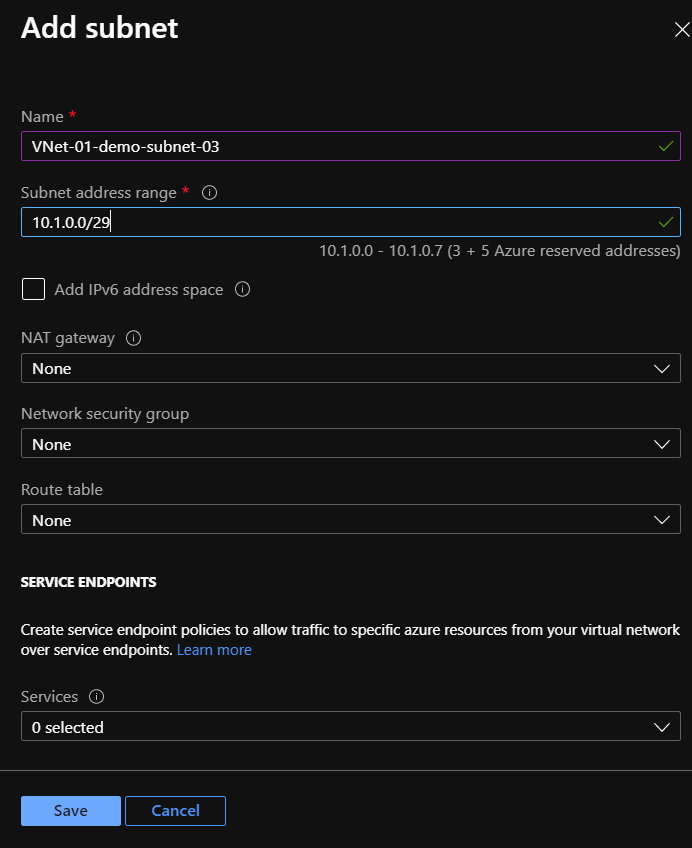 Add subnet
Name *
VNet-01-demo-subnet-03
Subnet address range *
10.1.0.0/29
10.1.0.0 - 10.1.0.7 (3 + 5 Azure reserved addresses)
Add IPv6 address space
NAT gateway
None
Network security group
None
Route table
None
SERVICE ENDPOINTS
Create service endpoint policies to allow traffic to specific azure resources from your virtual network
over service endpoints. Learn more
Services
0 selected
Save Cancel